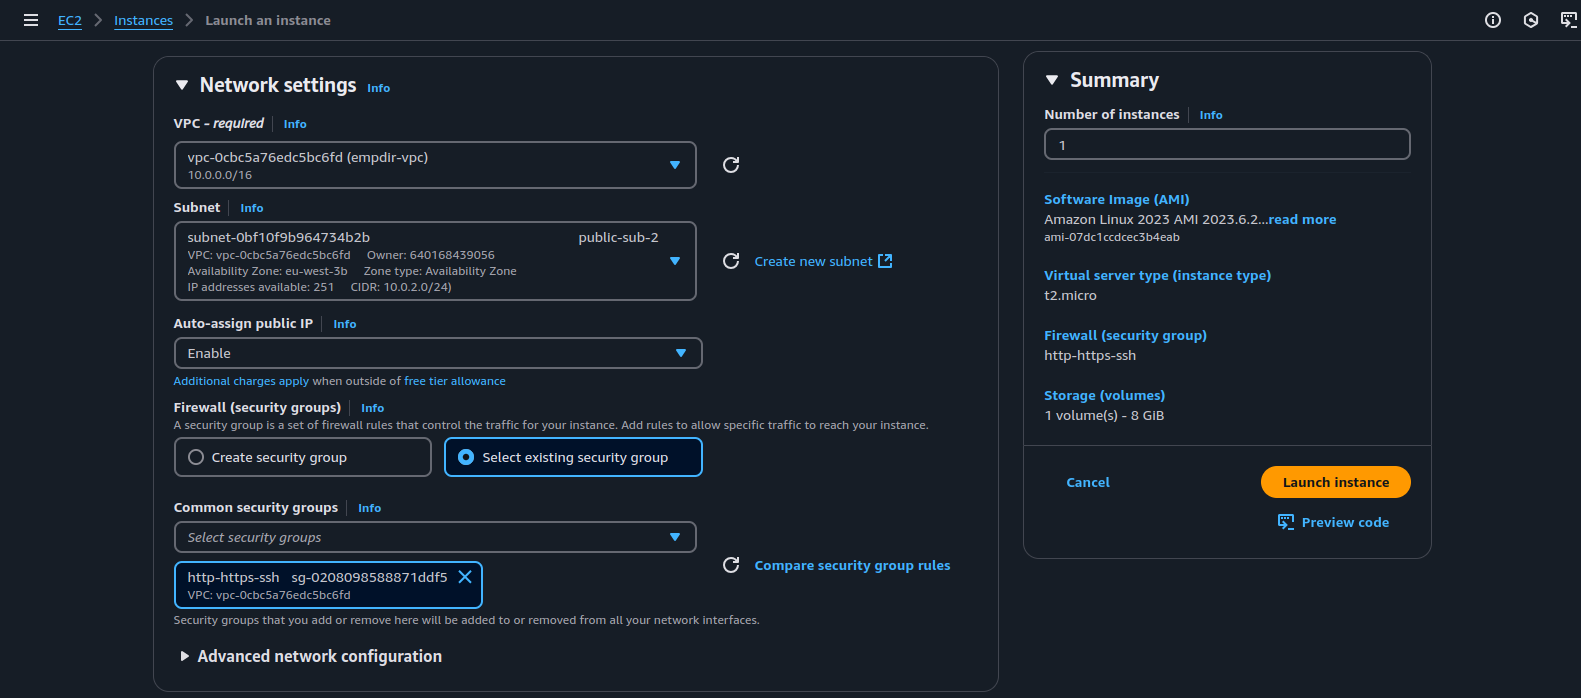 EC2 > Instances > Launch an instance
Network settings Info
VPC - required Info
vpc-0cbc5a76edc5bc6fd (empdir-vpc)
10.0.0.0/16
Subnet Info
subnet-0bf10f9b964734b2b public-sub-2
VPC: vpc-0cbc5a76edc5bc6fd Owner: 640168439056
Availability Zone: eu-west-3b Zone type: Availability Zone
IP addresses available: 251 CIDR: 10.0.2.0/24)
Create new subnet
Auto-assign public IP Info
Enable
Additional charges apply when outside of free tier allowance
Firewall (security groups) Info
A security group is a set of firewall rules that control the traffic for your instance. Add rules to allow specific traffic to reach your instance.
Create security group
Select existing security group
Common security groups Info
Select security groups
http-https-ssh sg-0208098588871ddf5
VPC: vpc-0cbc5a76edc5bc6fd
Compare security group rules
Security groups that you add or remove here will be added to or removed from all your network interfaces.
Advanced network configuration
Summary
Number of instances Info
1
Software Image (AMI)
Amazon Linux 2023 AMI 2023.6.2...read more
ami-07dc1ccdcec3b4eab
Virtual server type (instance type)
t2.micro
Firewall (security group)
http-https-ssh
Storage (volumes)
1 volume(s) - 8 GiB
Cancel
Launch instance
Preview code